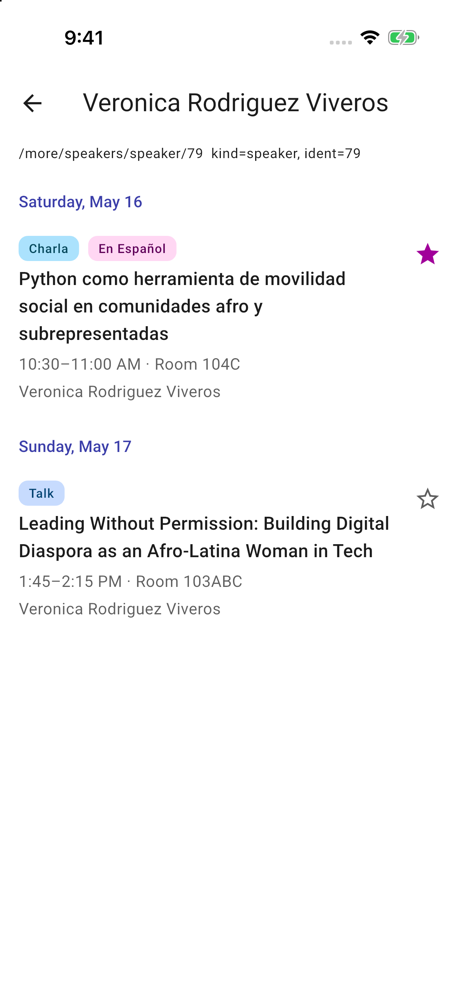 9:41
Veronica Rodriguez Viveros
/more/speakers/speaker/79  kind=speaker, ident=79
Saturday, May 16
Charla En Español
Python como herramienta de movilidad
social en comunidades afro y
subrepresentadas
10:30–11:00 AM · Room 104C
Veronica Rodriguez Viveros
Sunday, May 17
Talk
Leading Without Permission: Building Digital
Diaspora as an Afro-Latina Woman in Tech
1:45–2:15 PM · Room 103ABC
Veronica Rodriguez Viveros